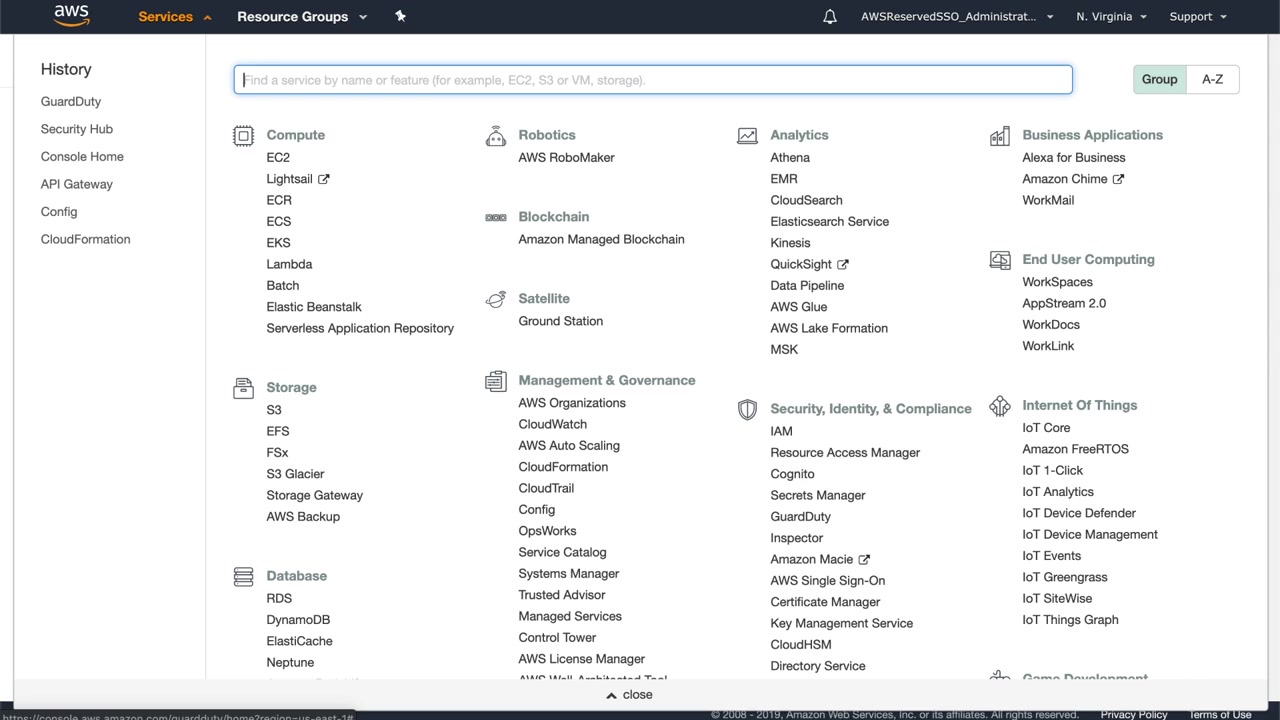 aws
Services
Resource Groups
AWSReservedSSO_Administrat...
N. Virginia
Support
History
GuardDuty
Security Hub
Console Home
API Gateway
Config
CloudFormation
Find a service by name or feature (for example, EC2, S3 or VM, storage).
Group
A-Z
Compute
EC2
Lightsail
ECR
ECS
EKS
Lambda
Batch
Elastic Beanstalk
Serverless Application Repository
Storage
S3
EFS
FSx
S3 Glacier
Storage Gateway
AWS Backup
Database
RDS
DynamoDB
ElastiCache
Neptune
Robotics
AWS RoboMaker
Blockchain
Amazon Managed Blockchain
Satellite
Ground Station
Management & Governance
AWS Organizations
CloudWatch
AWS Auto Scaling
CloudFormation
CloudTrail
Config
OpsWorks
Service Catalog
Systems Manager
Trusted Advisor
Managed Services
Control Tower
AWS License Manager
AWS Well-Architected Tool
Analytics
Athena
EMR
CloudSearch
Elasticsearch Service
Kinesis
QuickSight
Data Pipeline
AWS Glue
AWS Lake Formation
MSK
Security, Identity, & Compliance
IAM
Resource Access Manager
Cognito
Secrets Manager
GuardDuty
Inspector
Amazon Macie
AWS Single Sign-On
Certificate Manager
Key Management Service
CloudHSM
Directory Service
Business Applications
Alexa for Business
Amazon Chime
WorkMail
End User Computing
WorkSpaces
AppStream 2.0
WorkDocs
WorkLink
Internet Of Things
IoT Core
Amazon FreeRTOS
IoT 1-Click
IoT Analytics
IoT Device Defender
IoT Device Management
IoT Events
IoT Greengrass
IoT SiteWise
IoT Things Graph
Game Development
close
https://console.aws.amazon.com/guardduty/home?region=us-east-1#
© 2008 - 2019, Amazon Web Services, Inc. or its affiliates. All rights reserved.
Privacy Policy
Terms of Use